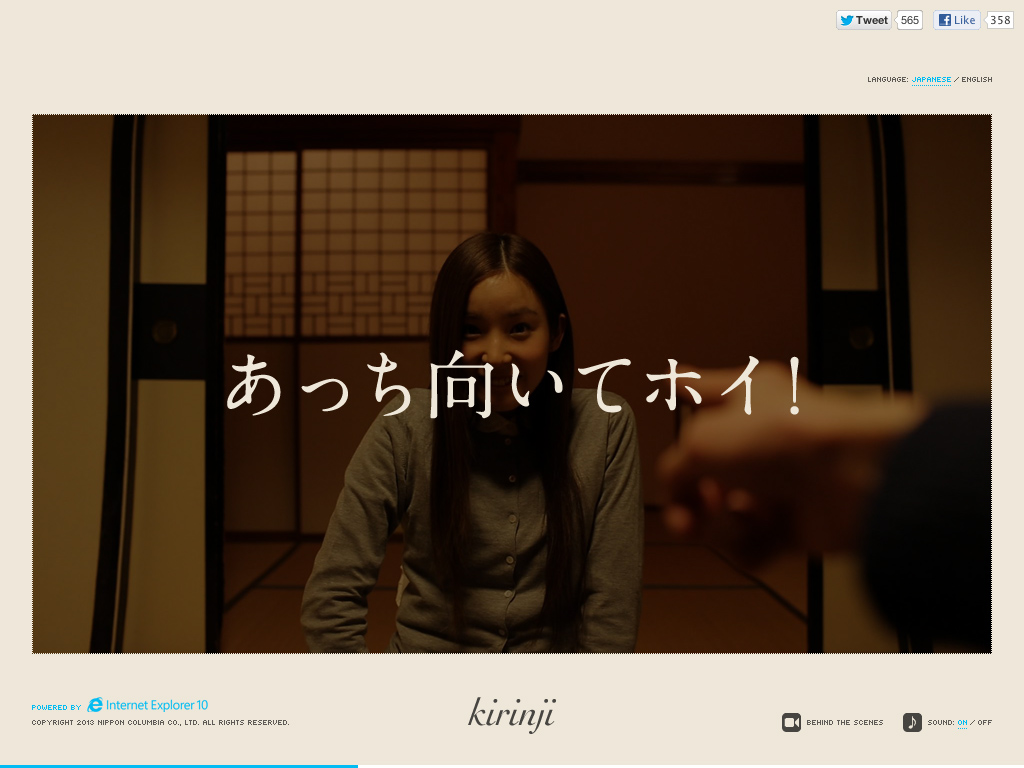 Tweet 565 Like 358
LANGUAGE: JAPANESE / ENGLISH
あっち向いてホイ!
POWERED BY Internet Explorer 10
kirinji
COPYRIGHT 2013 NIPPON COLUMBIA CO., LTD. ALL RIGHTS RESERVED.
BEHIND THE SCENES SOUND: ON / OFF